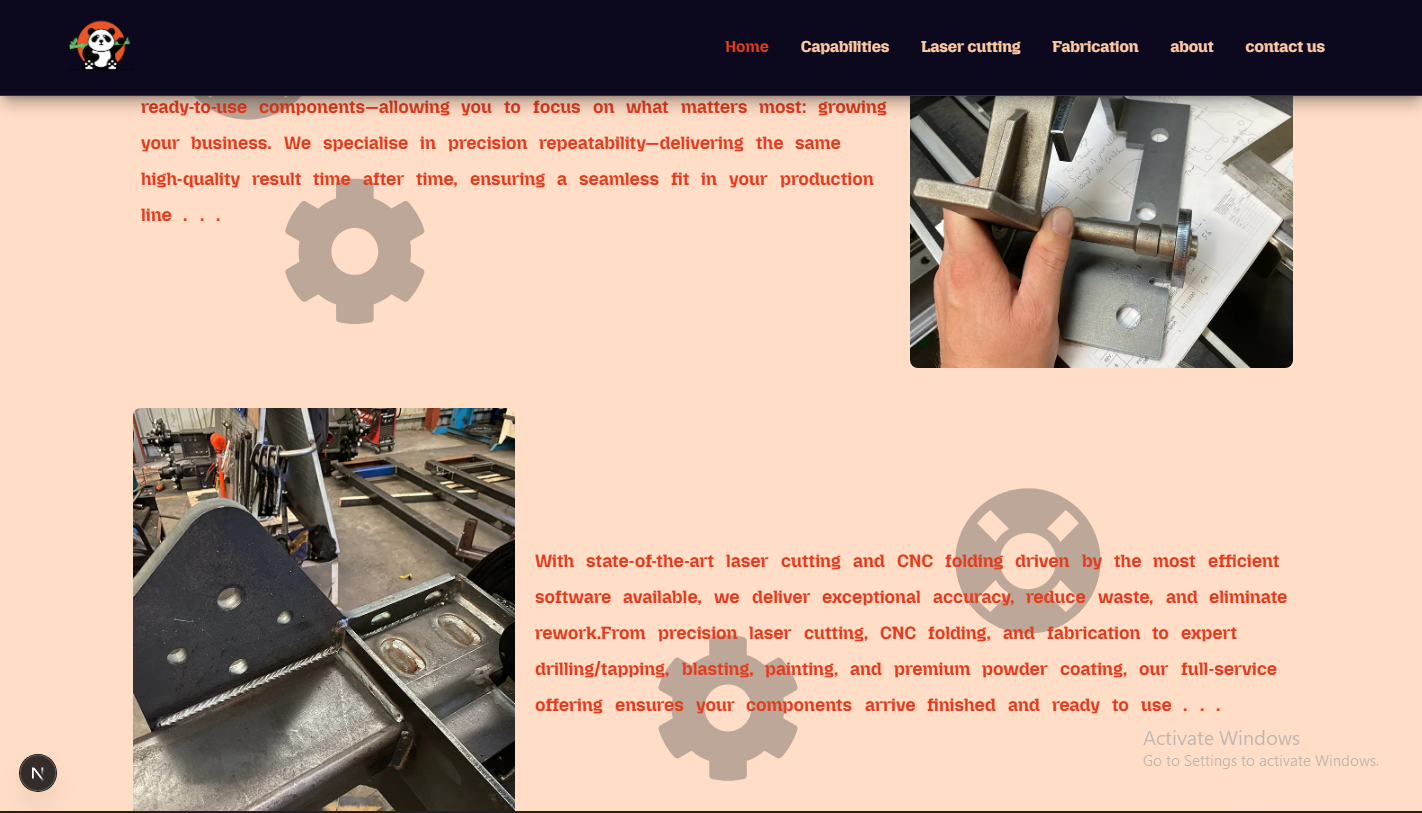 Home Capabilities Laser cutting Fabrication about contact us
ready-to-use components—allowing you to focus on what matters most: growing
your business. We specialise in precision repeatability—delivering the same
high-quality result time after time, ensuring a seamless fit in your production
line . . .
With state-of-the-art laser cutting and CNC folding driven by the most efficient
software available, we deliver exceptional accuracy, reduce waste, and eliminate
rework.From precision laser cutting, CNC folding, and fabrication to expert
drilling/tapping, blasting, painting, and premium powder coating, our full-service
offering ensures your components arrive finished and ready to use . . .
Activate Windows
Go to Settings to activate Windows.
N